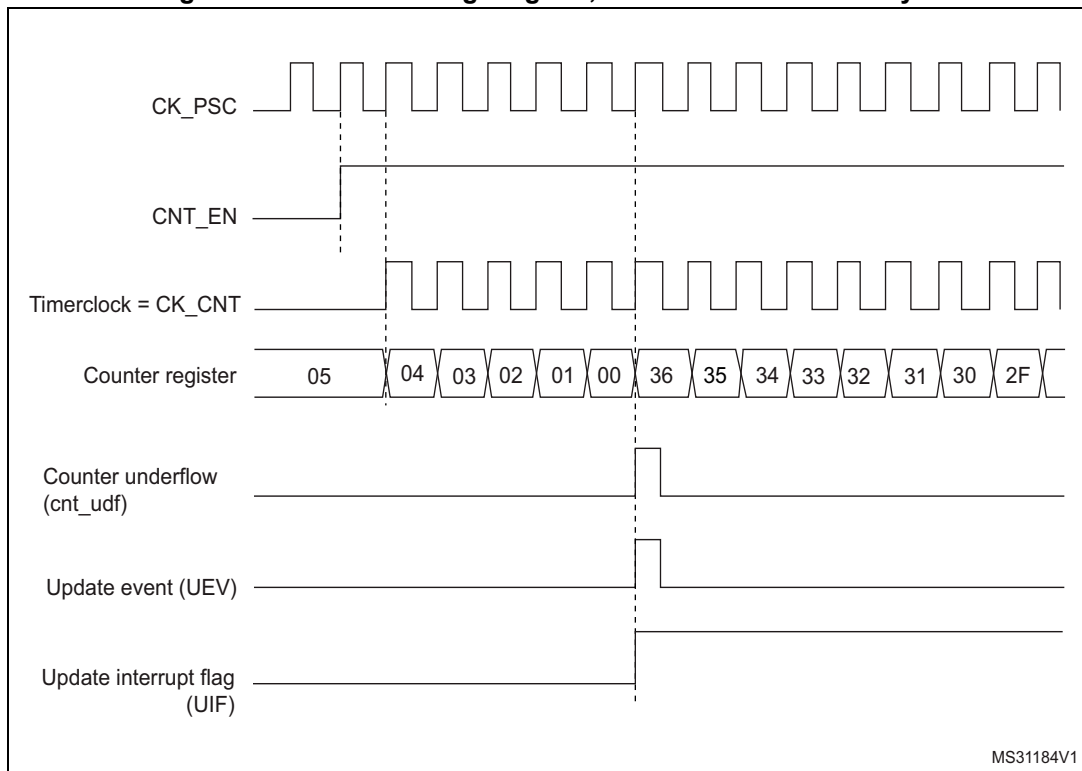 CK_PSC
CNT_EN
Timerclock = CK_CNT
Counter register 05 04 03 02 01 00 36 35 34 33 32 31 30 2F
Counter underflow
(cnt_udf)
Update event (UEV)
Update interrupt flag
(UIF)
MS31184V1